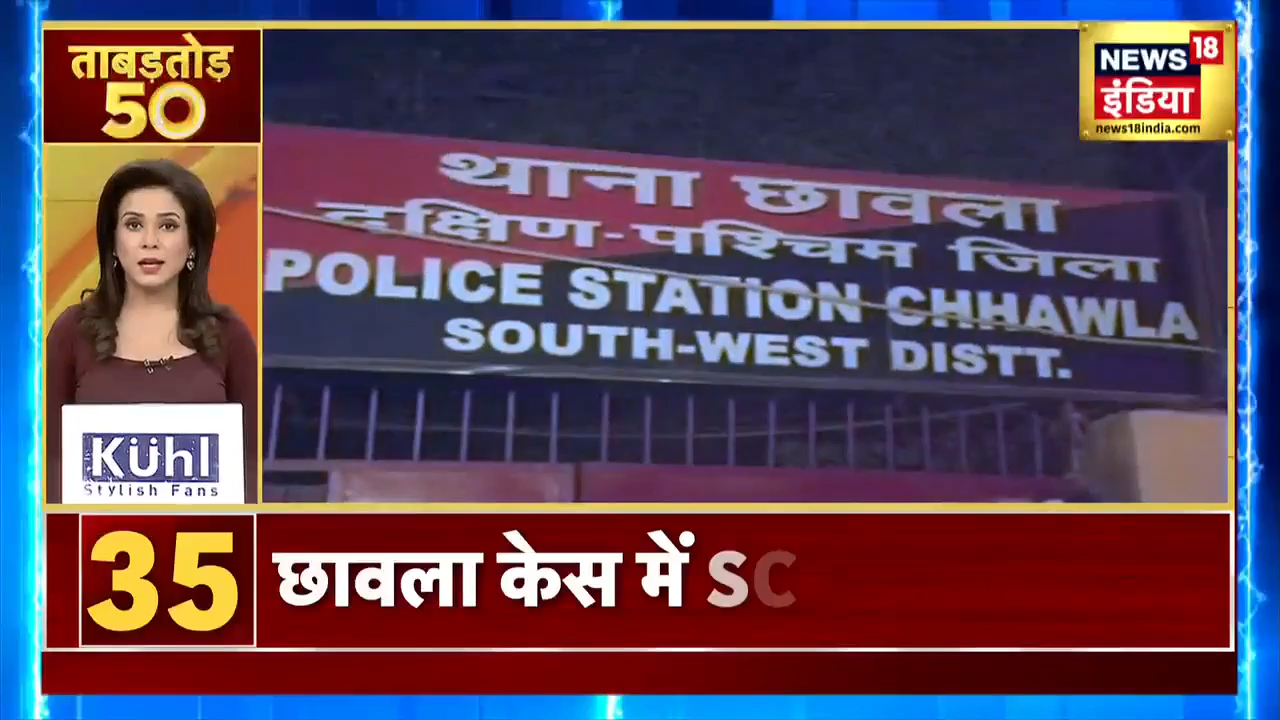 ताबड़तोड़
50
NEWS 18
इंडिया
news18india.com
थाना छावला
दक्षिण-पश्चिम जिला
POLICE STATION CHHAWLA
SOUTH-WEST DISTT.
Kühl
Stylish Fans
35
छावला केस में SC